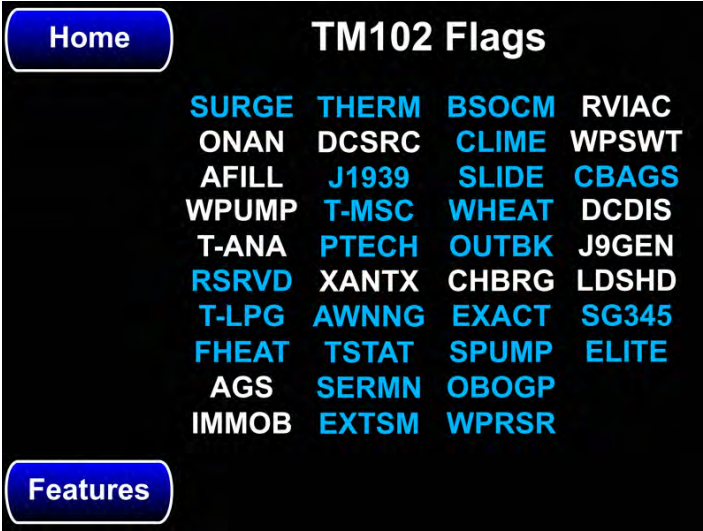 Home
TM102 Flags
SURGE THERM BSOCM RVIAC
ONAN DCSRC CLIME WPSWT
AFILL J1939 SLIDE CBAGS
WPUMP T-MSC WHEAT DCDIS
T-ANA PTECH OUTBK J9GEN
RSRVD XANTX CHBRG LDSHD
T-LPG AWNNG EXACT SG345
FHEAT TSTAT SPUMP ELITE
AGS SERMN OBOGP
IMMOB EXTSM WPRSR
Features